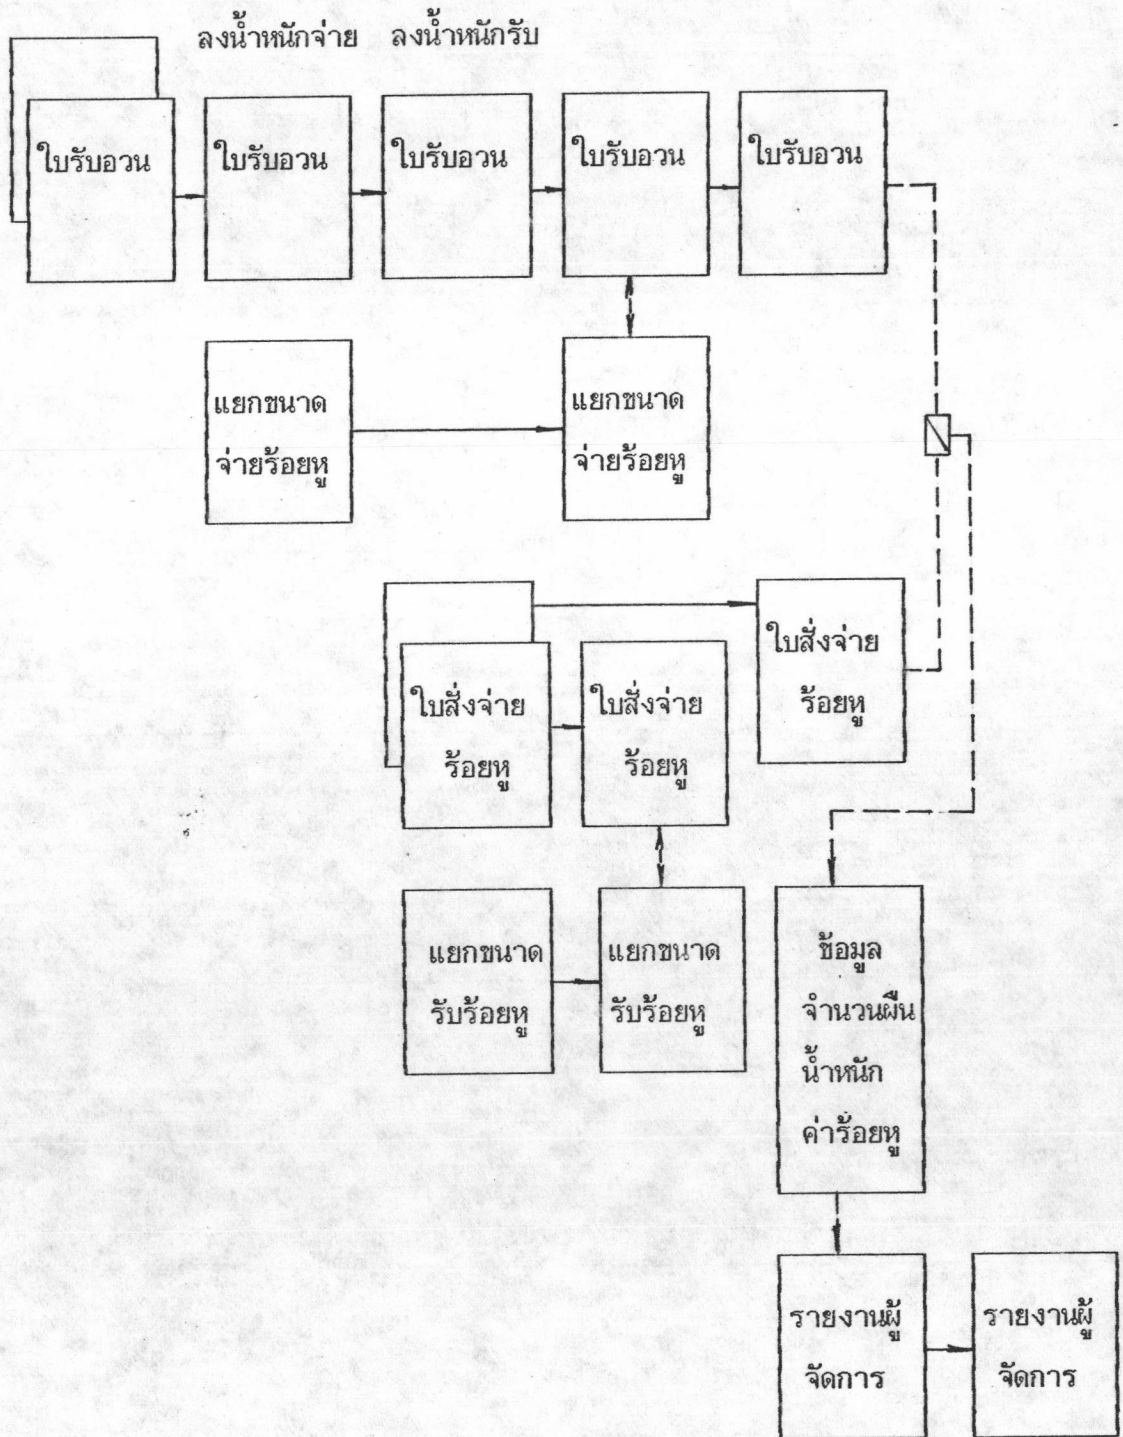 ลงน้ำหนักจ่าย ลงน้ำหนักรับ
ใบรับอวน ใบรับอวน ใบรับอวน ใบรับอวน ใบรับอวน
แยกขนาด
จ่ายร้อยหู
แยกขนาด
จ่ายร้อยหู
ใบสั่งจ่าย
ร้อยหู
ใบสั่งจ่าย
ร้อยหู
ใบสั่งจ่าย
ร้อยหู
แยกขนาด
รับร้อยหู
แยกขนาด
รับร้อยหู
ข้อมูล
จำนวนผืน
น้ำหนัก
ค่าร้อยหู
รายงานผู้
จัดการ
รายงานผู้
จัดการ